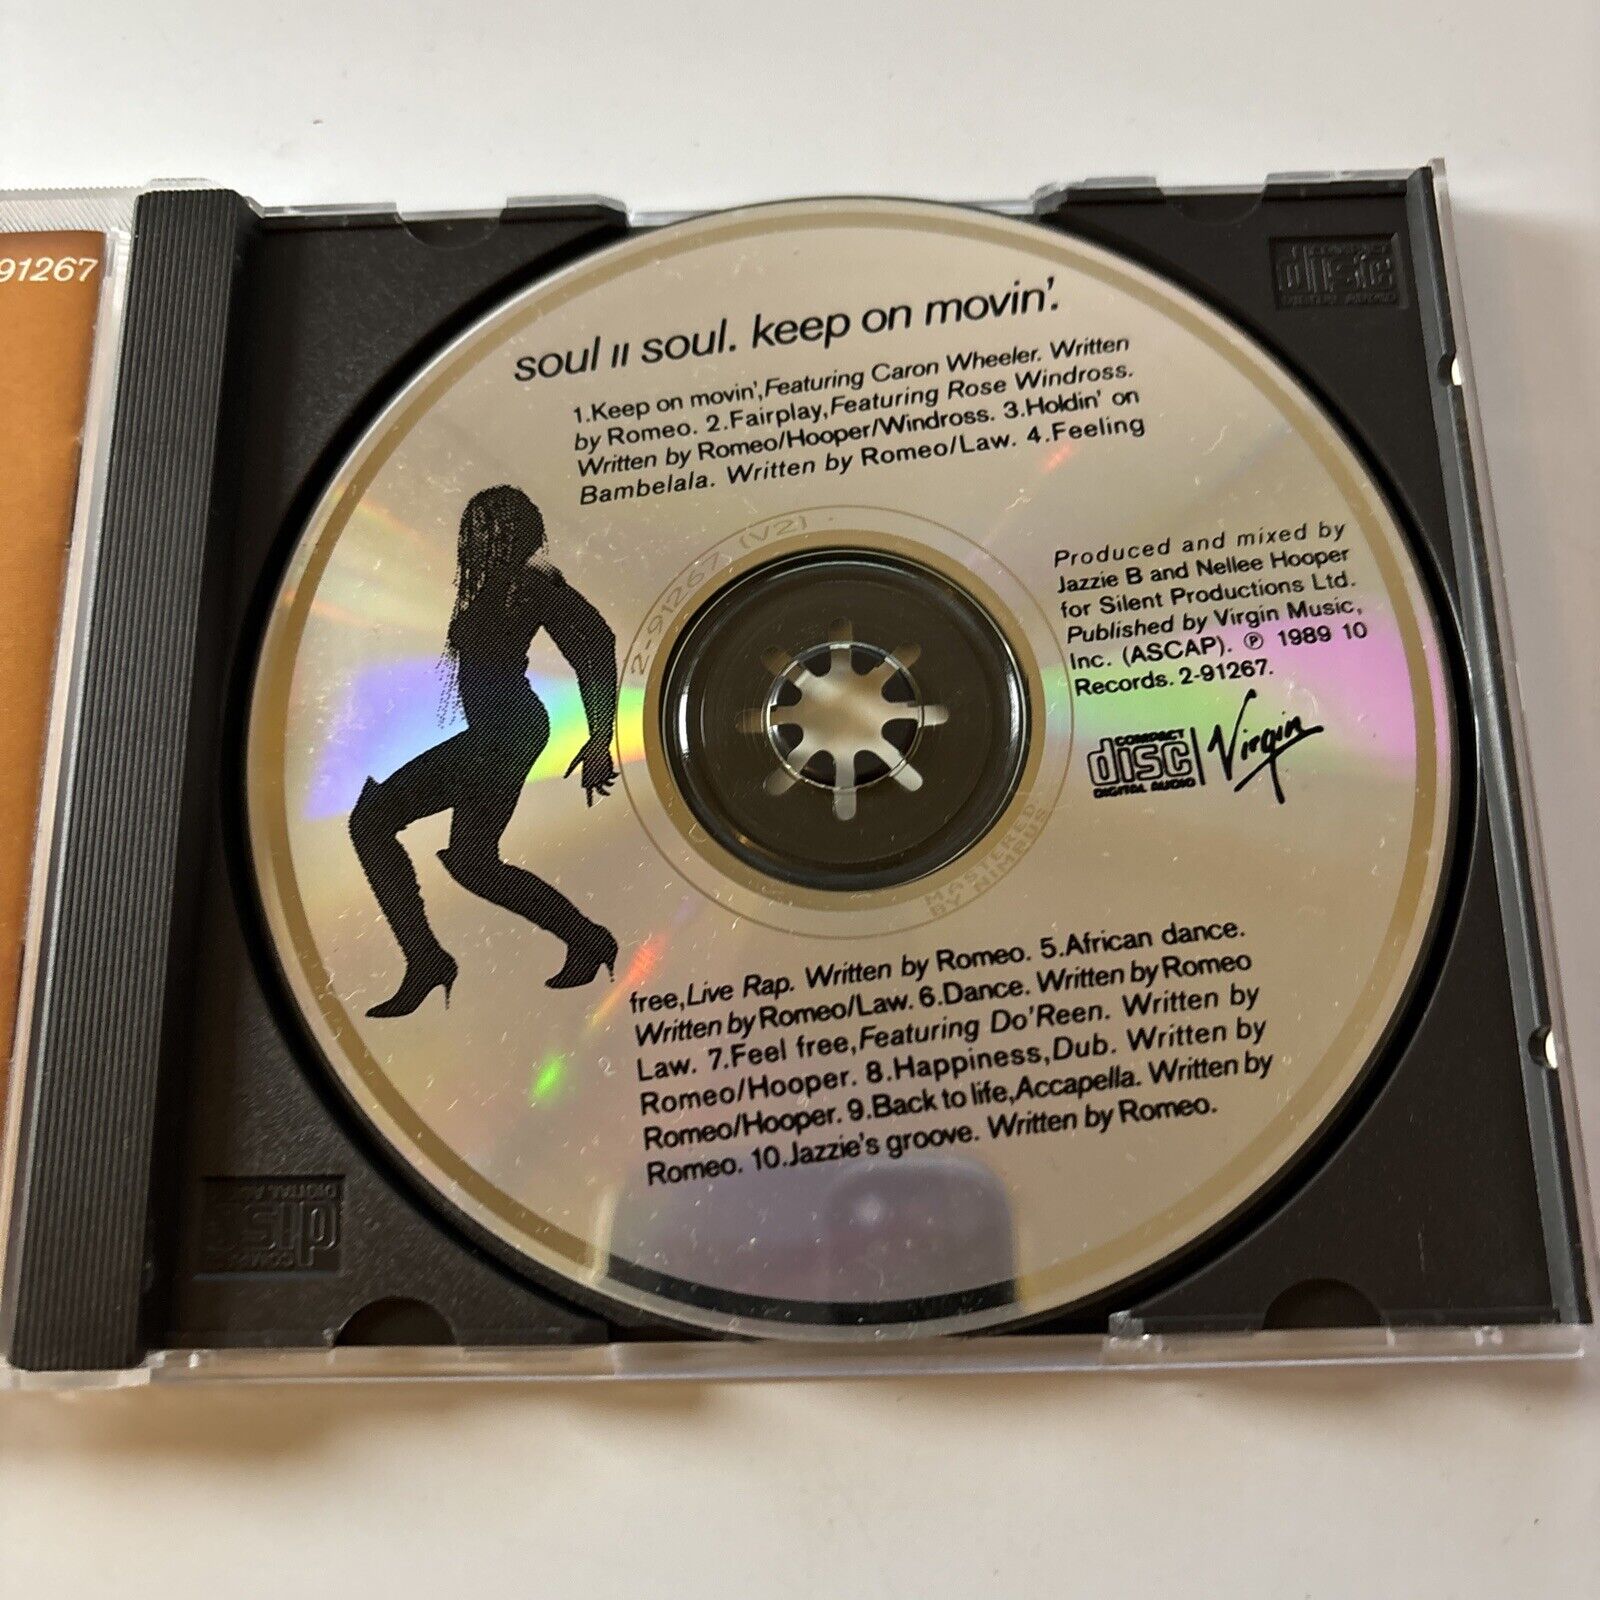 91267
soul II soul. keep on movin'.
1.Keep on movin',Featuring Caron Wheeler. Written
by Romeo. 2.Fairplay,Featuring Rose Windross.
Written by Romeo/Hooper/Windross. 3.Holdin' on
Bambelala. Written by Romeo/Law. 4.Feeling
Produced and mixed by
Jazzie B and Nellee Hooper
for Silent Productions Ltd.
Published by Virgin Music,
Inc. (ASCAP). ℗ 1989 10
Records. 2-91267.
COMPACT
disc
DIGITAL AUDIO
Virgin
2-91267 (V2)
MASTERED
BY NIMBUS
free,Live Rap. Written by Romeo. 5.African dance.
Written by Romeo/Law. 6.Dance. Written by Romeo
Law. 7.Feel free,Featuring Do'Reen. Written by
Romeo/Hooper. 8.Happiness,Dub. Written by
Romeo/Hooper. 9.Back to life,Accapella. Written by
Romeo. 10.Jazzie's groove. Written by Romeo.
COMPACT
disc
DIGITAL AUDIO
disc